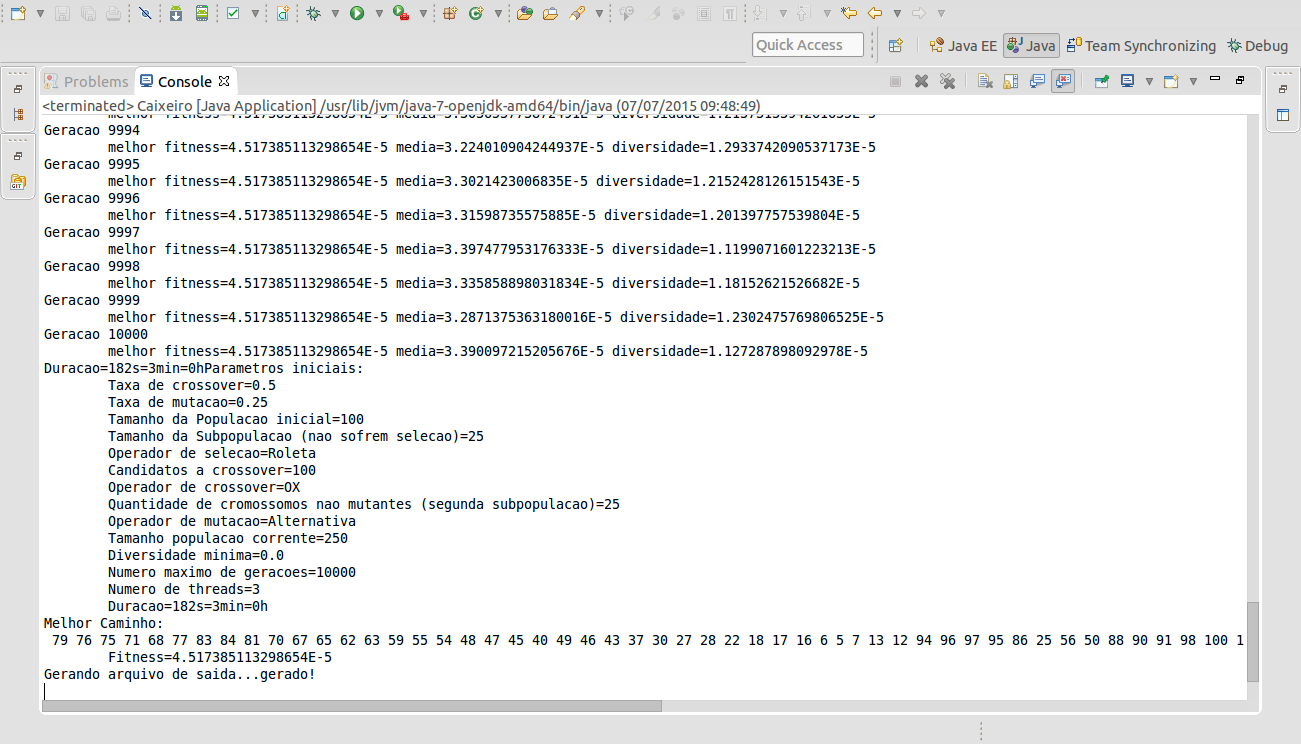 Quick Access
Java EE
Java
Team Synchronizing
Debug
Problems
Console
<terminated> Caixeiro [Java Application] /usr/lib/jvm/java-7-openjdk-amd64/bin/java (07/07/2015 09:48:49)
Geracao 9994
melhor fitness=4.517385113298654E-5 media=3.224010904244937E-5 diversidade=1.2933742090537173E-5
Geracao 9995
melhor fitness=4.517385113298654E-5 media=3.3021423006835E-5 diversidade=1.2152428126151543E-5
Geracao 9996
melhor fitness=4.517385113298654E-5 media=3.31598735575885E-5 diversidade=1.201397757539804E-5
Geracao 9997
melhor fitness=4.517385113298654E-5 media=3.397477953176333E-5 diversidade=1.1199071601223213E-5
Geracao 9998
melhor fitness=4.517385113298654E-5 media=3.335858898031834E-5 diversidade=1.18152621526682E-5
Geracao 9999
melhor fitness=4.517385113298654E-5 media=3.2871375363180016E-5 diversidade=1.2302475769806525E-5
Geracao 10000
melhor fitness=4.517385113298654E-5 media=3.390097215205676E-5 diversidade=1.127287898092978E-5
Duracao=182s=3min=0hParametros iniciais:
Taxa de crossover=0.5
Taxa de mutacao=0.25
Tamanho da Populacao inicial=100
Tamanho da Subpopulacao (nao sofrem selecao)=25
Operador de selecao=Roleta
Candidatos a crossover=100
Operador de crossover=OX
Quantidade de cromossomos nao mutantes (segunda subpopulacao)=25
Operador de mutacao=Alternativa
Tamanho populacao corrente=250
Diversidade minima=0.0
Numero maximo de geracoes=10000
Numero de threads=3
Duracao=182s=3min=0h
Melhor Caminho:
79 76 75 71 68 77 83 84 81 70 67 65 62 63 59 55 54 48 47 45 40 49 46 43 37 30 27 28 22 18 17 16 6 5 7 13 12 94 96 97 95 86 25 56 50 88 90 91 98 100 1
Fitness=4.517385113298654E-5
Gerando arquivo de saida...gerado!